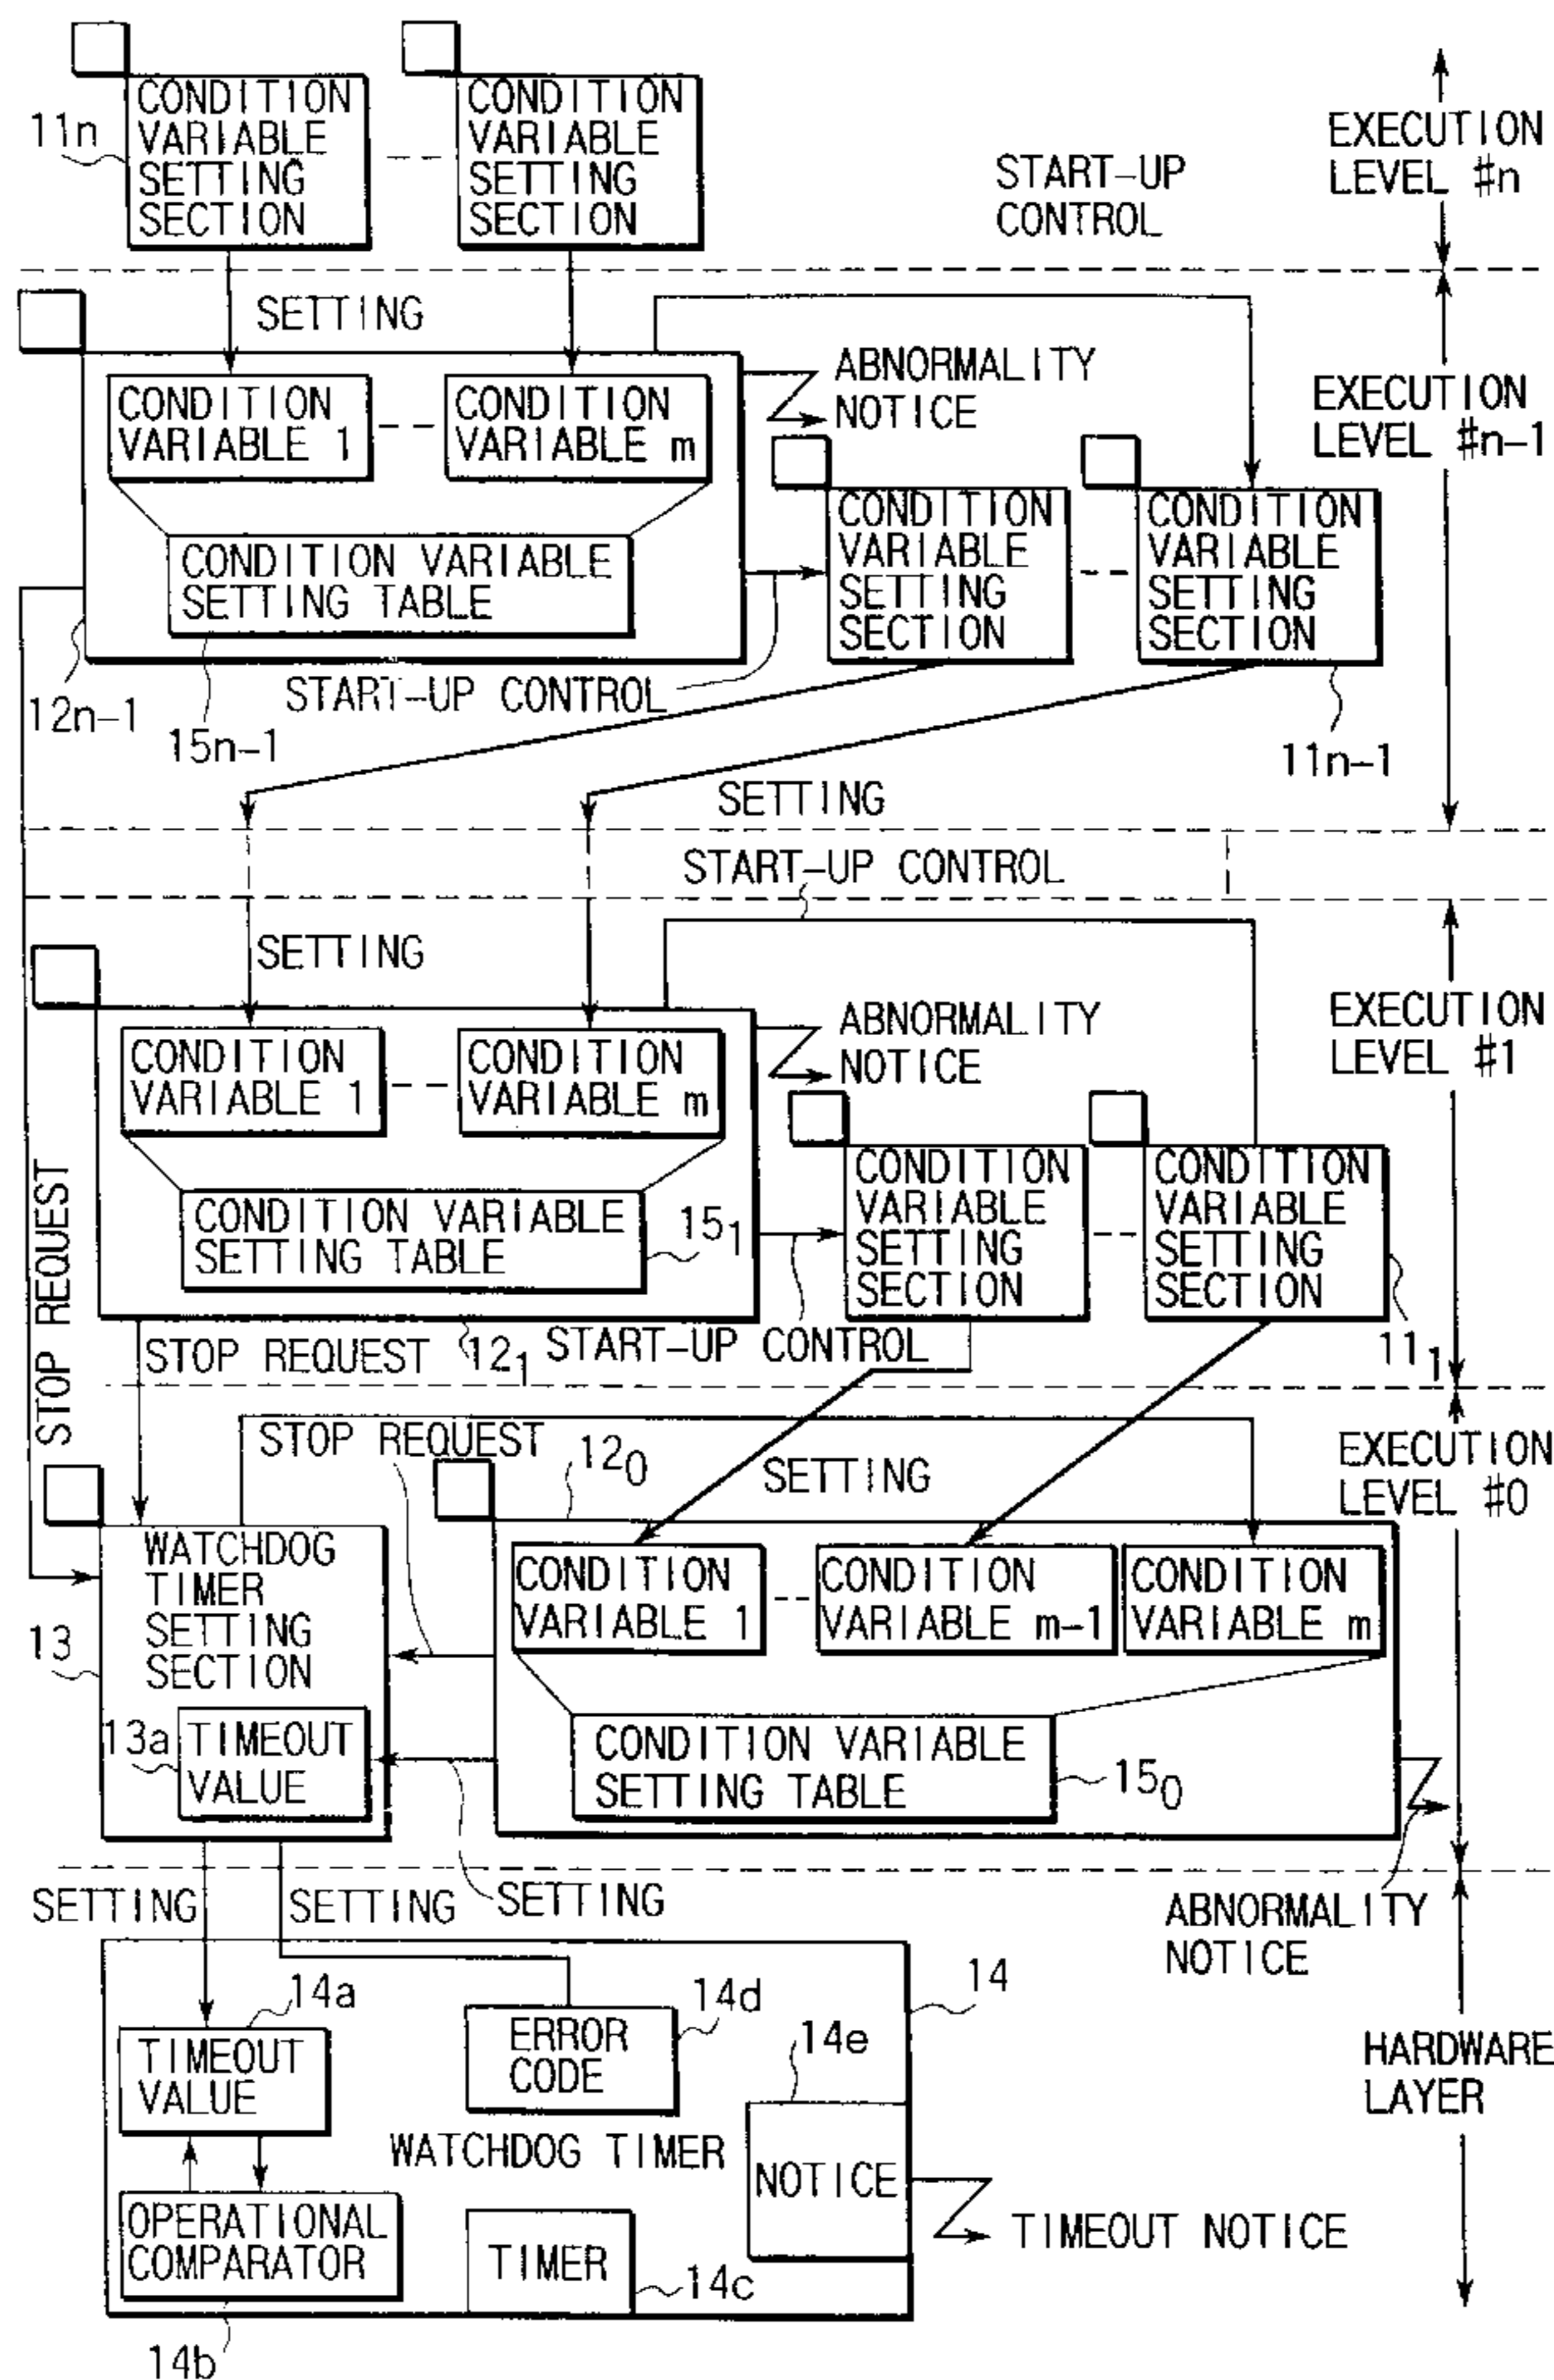 CONDITION
VARIABLE
SETTING
SECTION
CONDITION
VARIABLE
SETTING
SECTION
11n
START-UP
CONTROL
EXECUTION
LEVEL #n
SETTING
CONDITION
VARIABLE 1
CONDITION
VARIABLE m
ABNORMALITY
NOTICE
EXECUTION
LEVEL #n-1
CONDITION VARIABLE
SETTING TABLE
CONDITION
VARIABLE
SETTING
SECTION
CONDITION
VARIABLE
SETTING
SECTION
12n-1
15n-1
START-UP CONTROL
11n-1
SETTING
START-UP CONTROL
SETTING
CONDITION
VARIABLE 1
CONDITION
VARIABLE m
ABNORMALITY
NOTICE
EXECUTION
LEVEL #1
CONDITION VARIABLE
SETTING TABLE
15₁
CONDITION
VARIABLE
SETTING
SECTION
CONDITION
VARIABLE
SETTING
SECTION
STOP REQUEST
STOP REQUEST
12₁
START-UP CONTROL
11₁
STOP REQUEST
12₀
SETTING
EXECUTION
LEVEL #0
WATCHDOG
TIMER
SETTING
SECTION
13
13a
TIMEOUT
VALUE
CONDITION
VARIABLE 1
CONDITION
VARIABLE m-1
CONDITION
VARIABLE m
CONDITION VARIABLE
SETTING TABLE
15₀
SETTING
SETTING
SETTING
ABNORMALITY
NOTICE
14a
TIMEOUT
VALUE
ERROR
CODE
14d
14
14e
NOTICE
WATCHDOG TIMER
OPERATIONAL
COMPARATOR
14b
TIMER
14c
TIMEOUT NOTICE
HARDWARE
LAYER